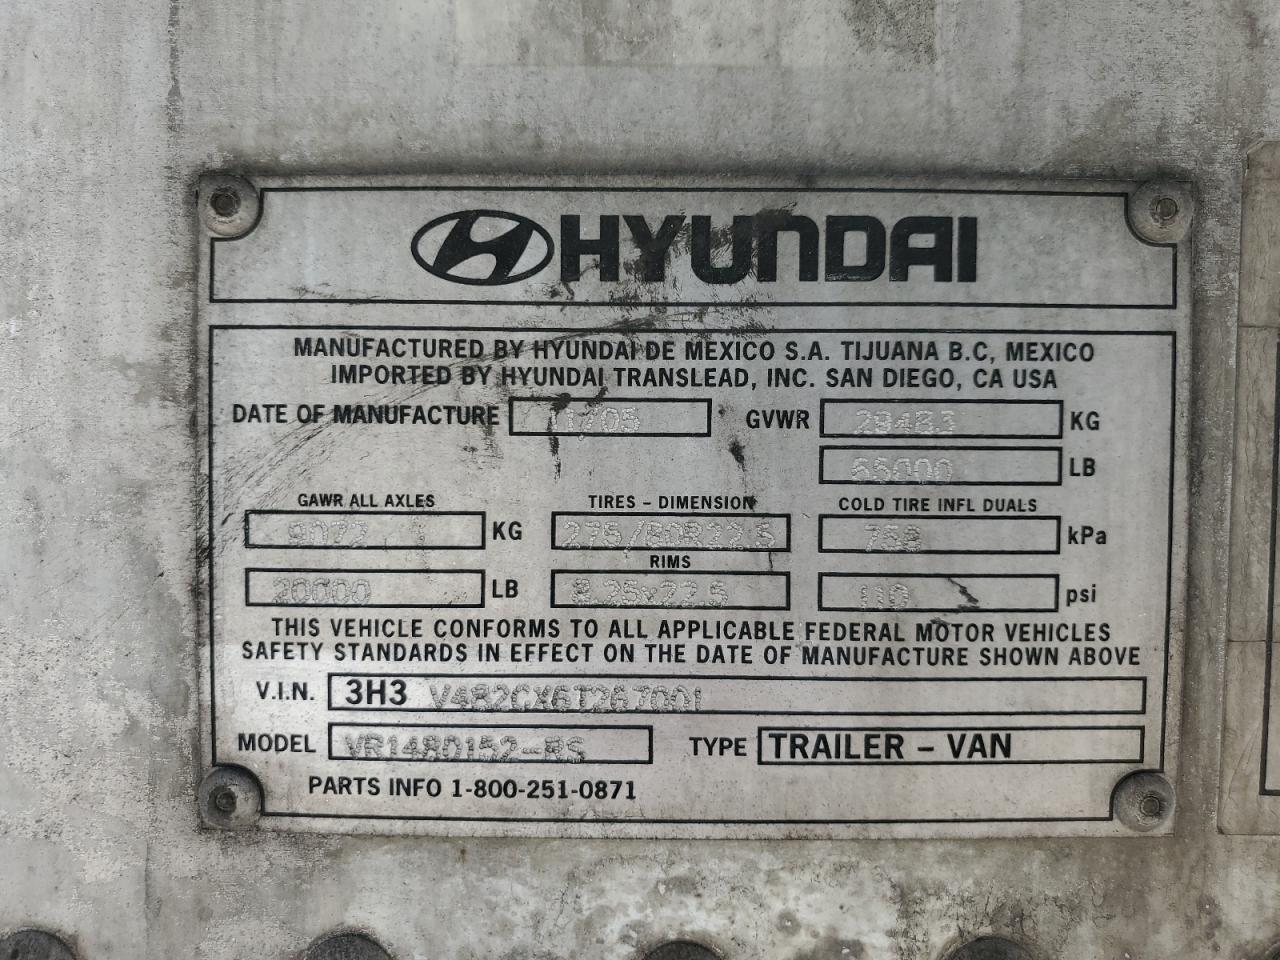 HYUNDAI
MANUFACTURED BY HYUNDAI DE MEXICO S.A. TIJUANA B.C, MEXICO
IMPORTED BY HYUNDAI TRANSLEAD, INC. SAN DIEGO, CA USA
DATE OF MANUFACTURE GVWR 29483 KG
65000 LB
GAWR ALL AXLES TIRES - DIMENSION COLD TIRE INFL DUALS
9072 KG 275/80R22.5 758 kPa
RIMS
20000 LB 8.25x22.5 110 psi
THIS VEHICLE CONFORMS TO ALL APPLICABLE FEDERAL MOTOR VEHICLES
SAFETY STANDARDS IN EFFECT ON THE DATE OF MANUFACTURE SHOWN ABOVE
V.I.N. 3H3 V482CX6T267001
MODEL VR1480152-RS TYPE TRAILER - VAN
PARTS INFO 1-800-251-0871